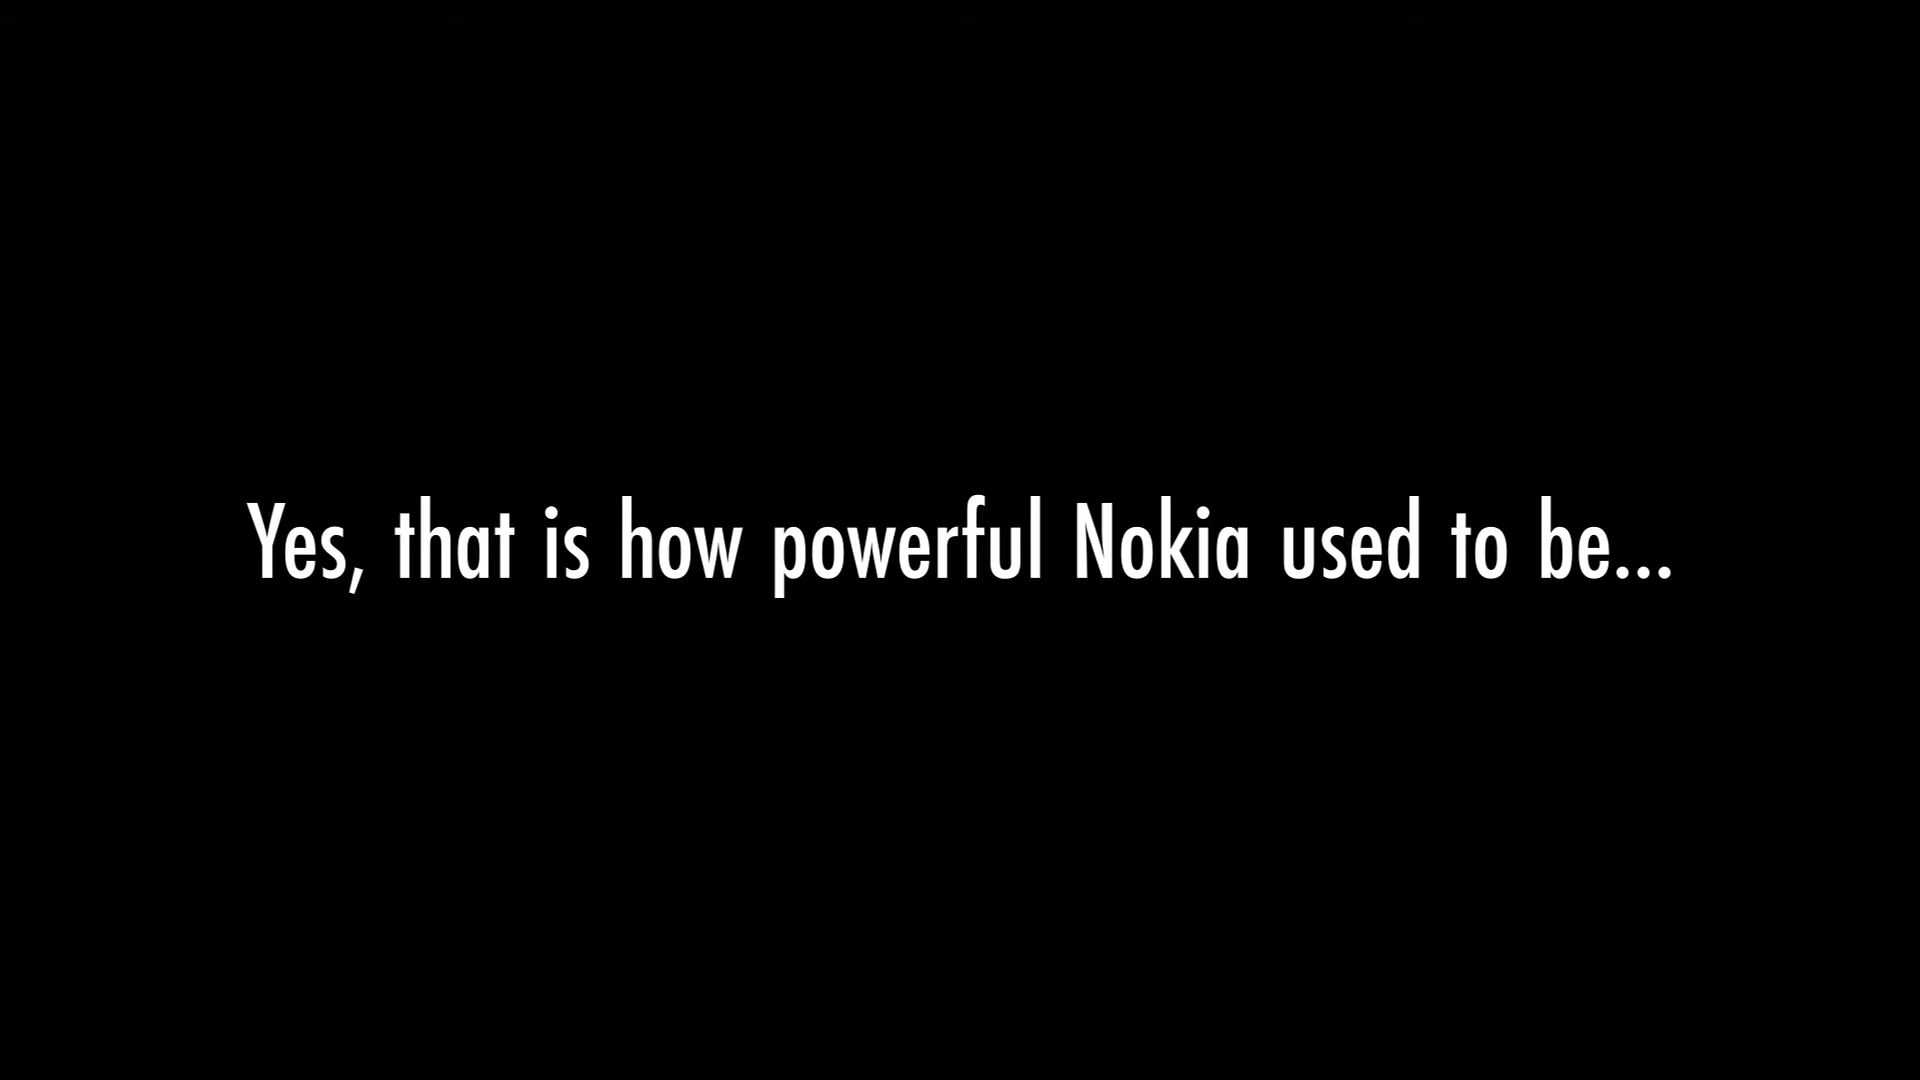 Yes, that is how powerful Nokia used to be...